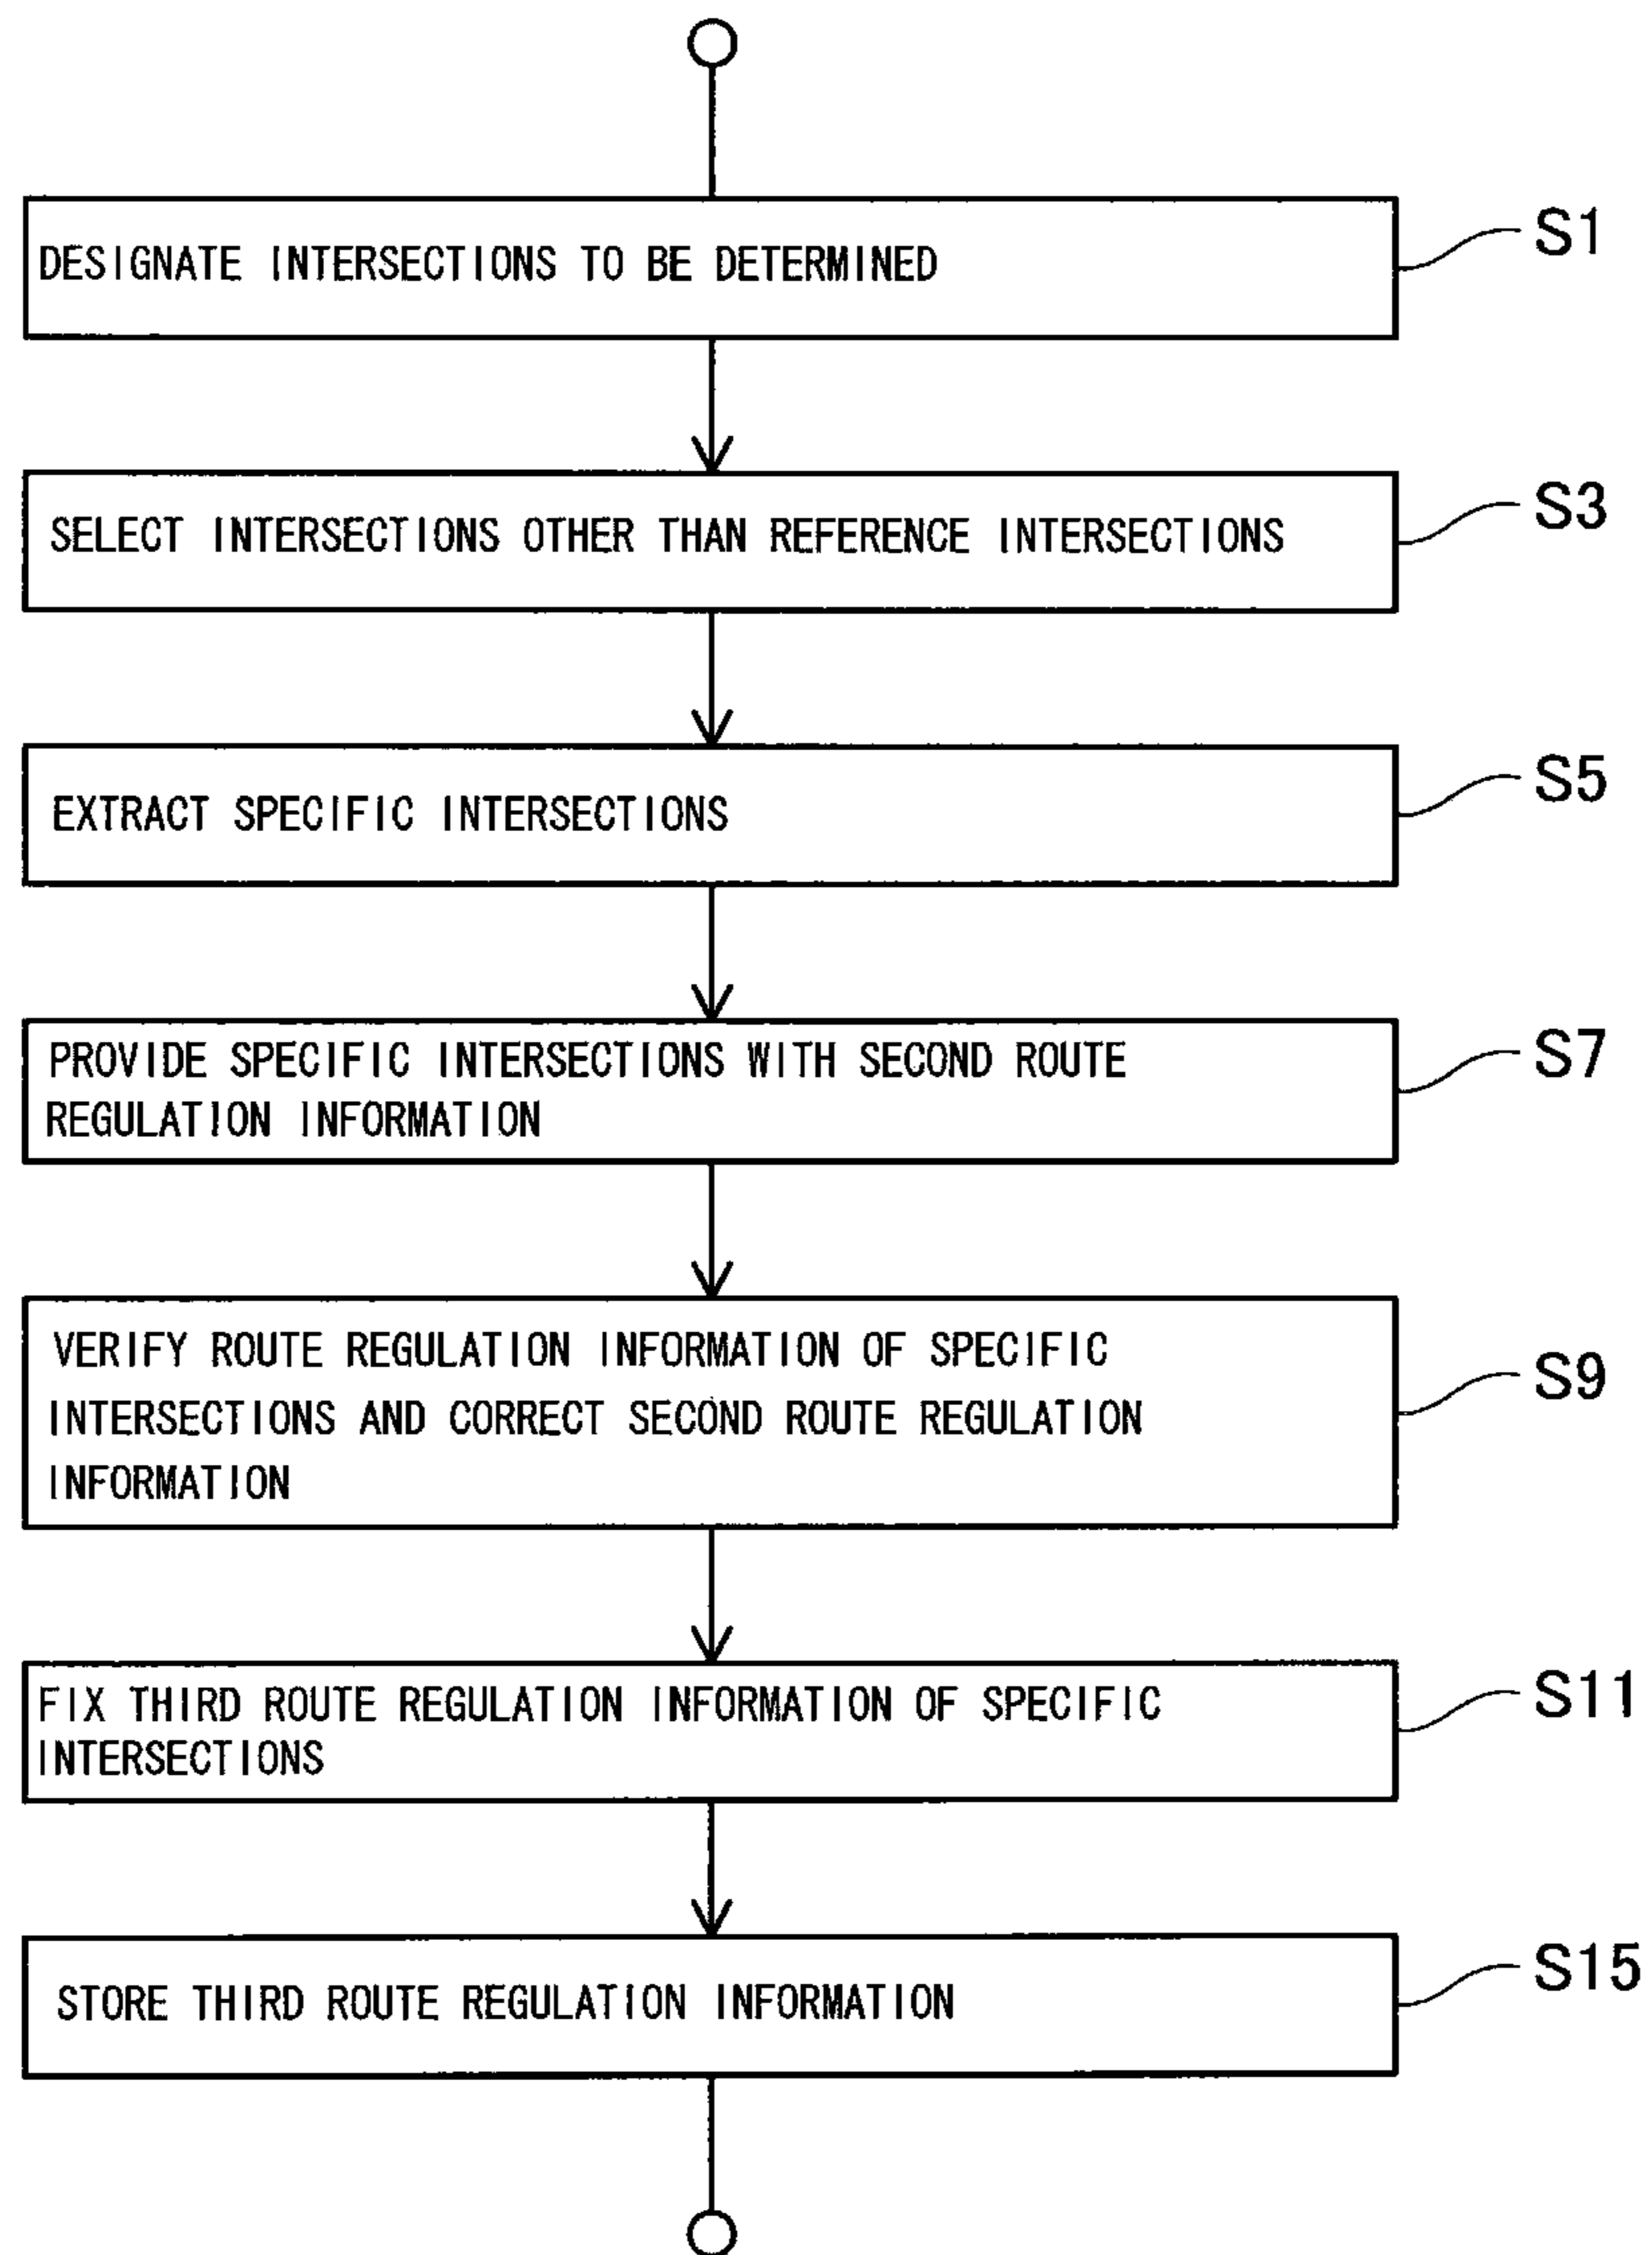 DESIGNATE INTERSECTIONS TO BE DETERMINED
S1
SELECT INTERSECTIONS OTHER THAN REFERENCE INTERSECTIONS
S3
EXTRACT SPECIFIC INTERSECTIONS
S5
PROVIDE SPECIFIC INTERSECTIONS WITH SECOND ROUTE
REGULATION INFORMATION
S7
VERIFY ROUTE REGULATION INFORMATION OF SPECIFIC
INTERSECTIONS AND CORRECT SECOND ROUTE REGULATION
INFORMATION
S9
FIX THIRD ROUTE REGULATION INFORMATION OF SPECIFIC
INTERSECTIONS
S11
STORE THIRD ROUTE REGULATION INFORMATION
S15